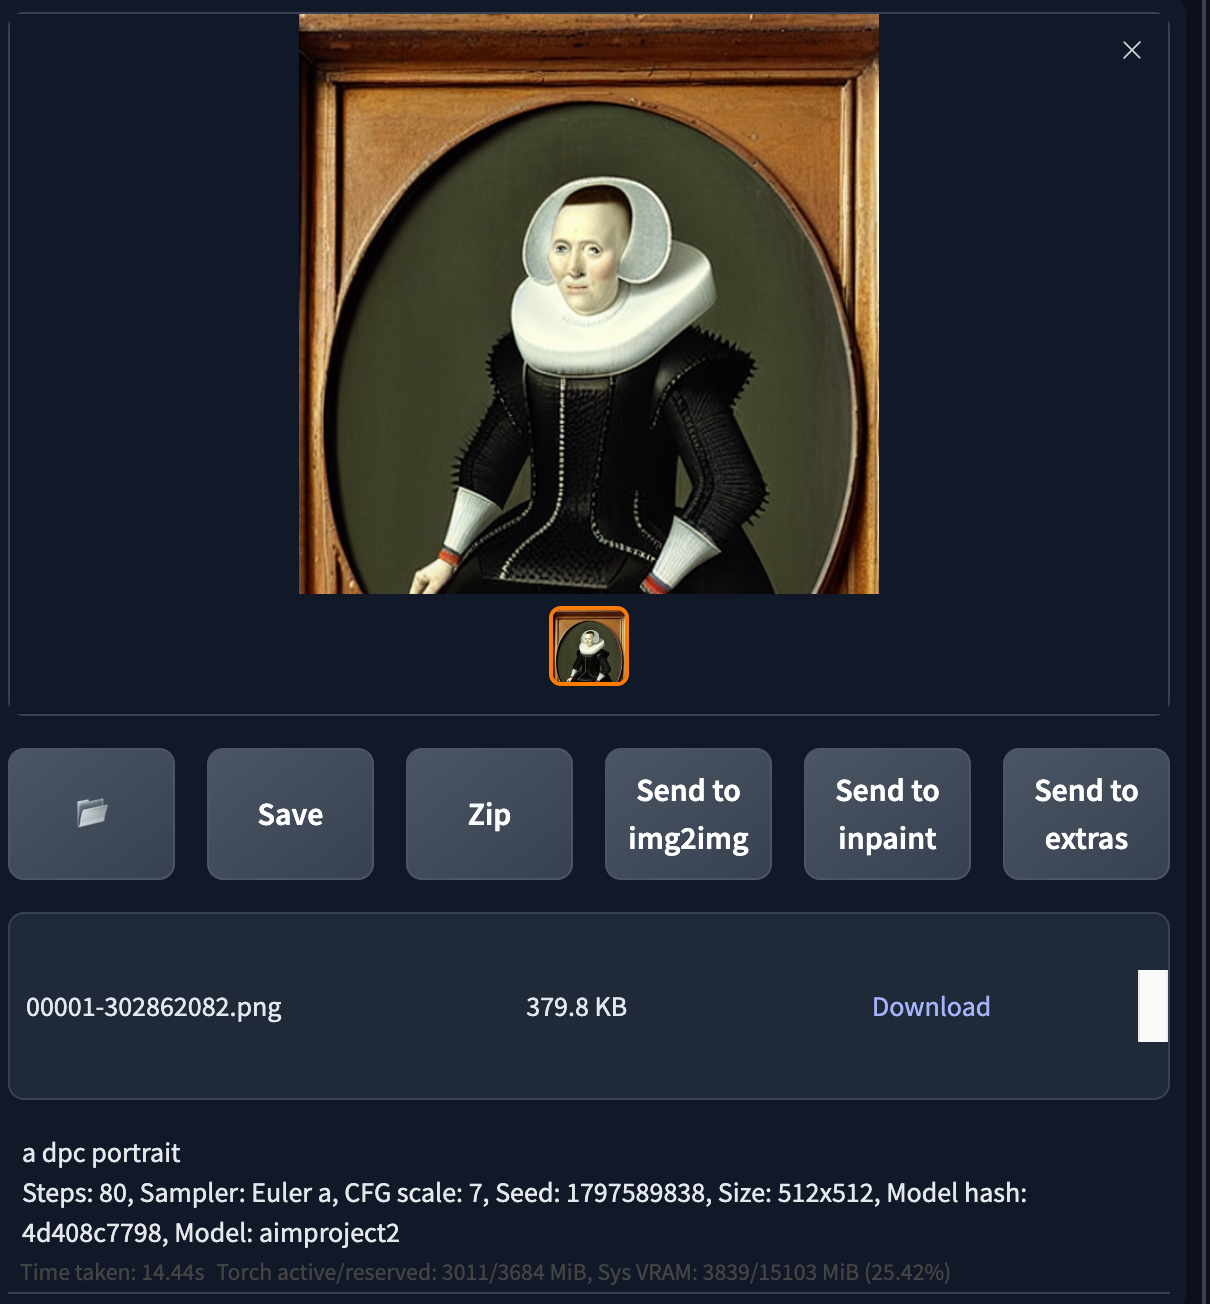 Save
Zip
Send to
img2img
Send to
inpaint
Send to
extras
00001-302862082.png 379.8 KB Download
a dpc portrait
Steps: 80, Sampler: Euler a, CFG scale: 7, Seed: 1797589838, Size: 512x512, Model hash:
4d408c7798, Model: aimproject2
Time taken: 14.44s Torch active/reserved: 3011/3684 MiB, Sys VRAM: 3839/15103 MiB (25.42%)